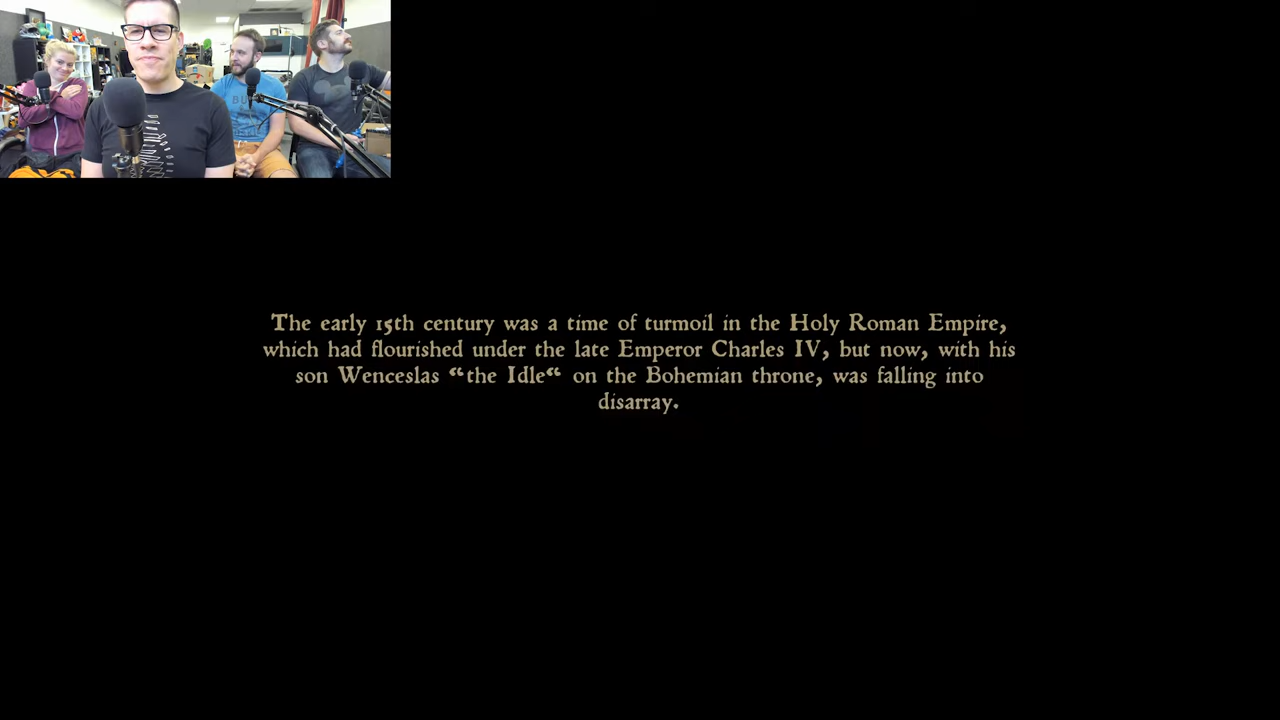 The early 15th century was a time of turmoil in the Holy Roman Empire,
which had flourished under the late Emperor Charles IV, but now, with his
son Wenceslas “the Idle“ on the Bohemian throne, was falling into
disarray.